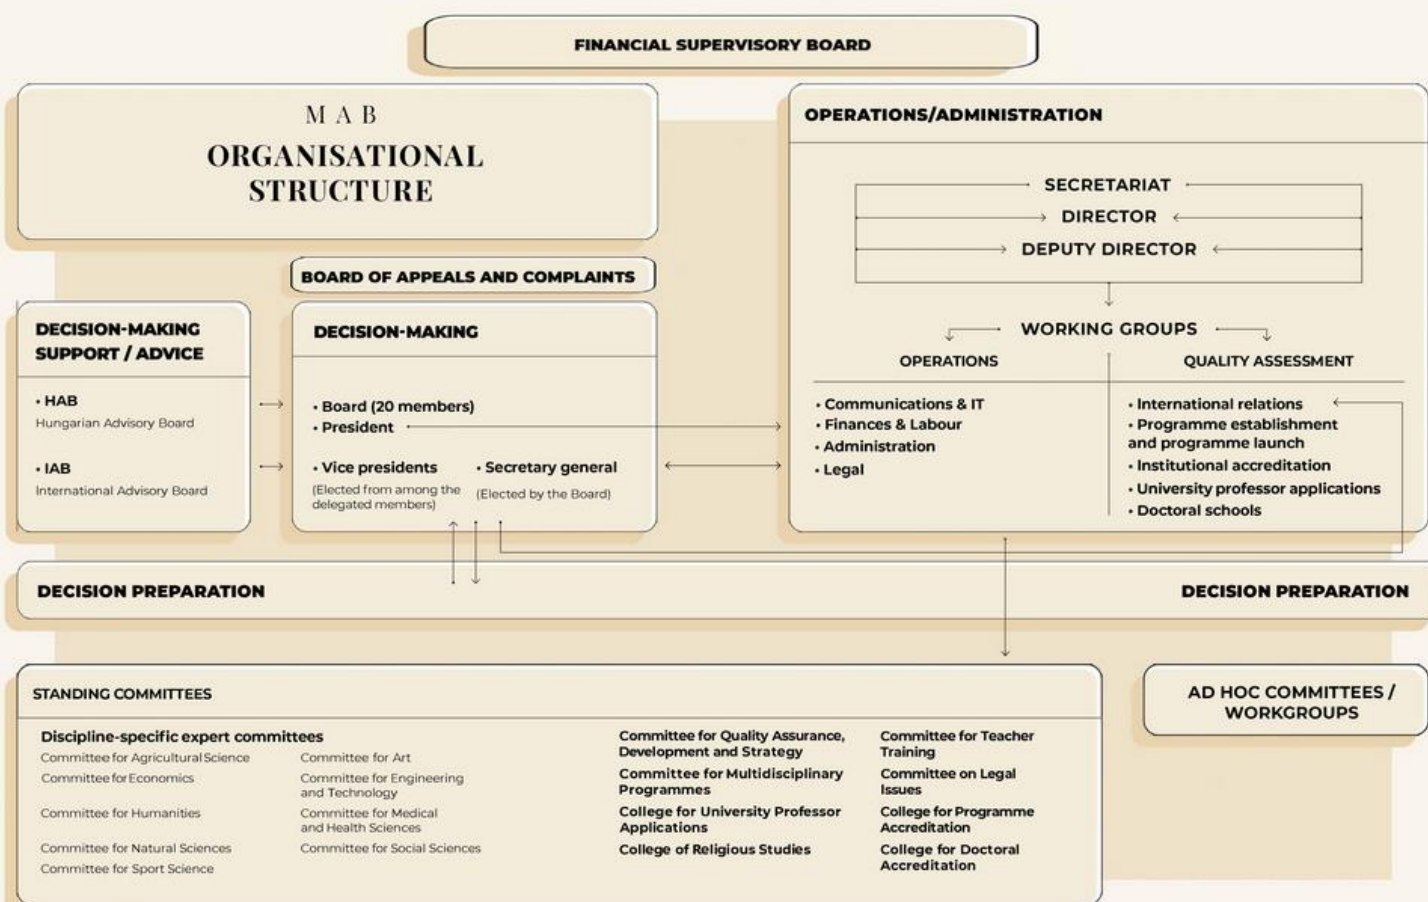 FINANCIAL SUPERVISORY BOARD
MAB
ORGANISATIONAL
STRUCTURE
OPERATIONS/ADMINISTRATION
SECRETARIAT
DIRECTOR
DEPUTY DIRECTOR
WORKING GROUPS
OPERATIONS
• Communications & IT
• Finances & Labour
• Administration
• Legal
QUALITY ASSESSMENT
• International relations
• Programme establishment
and programme launch
• Institutional accreditation
• University professor applications
• Doctoral schools
BOARD OF APPEALS AND COMPLAINTS
DECISION-MAKING
SUPPORT / ADVICE
• HAB
Hungarian Advisory Board
• IAB
International Advisory Board
DECISION-MAKING
• Board (20 members)
• President
• Vice presidents
(Elected from among the
delegated members)
• Secretary general
(Elected by the Board)
DECISION PREPARATION
DECISION PREPARATION
STANDING COMMITTEES
Discipline-specific expert committees
Committee for Agricultural Science
Committee for Economics
Committee for Humanities
Committee for Natural Sciences
Committee for Sport Science
Committee for Art
Committee for Engineering
and Technology
Committee for Medical
and Health Sciences
Committee for Social Sciences
Committee for Quality Assurance,
Development and Strategy
Committee for Multidisciplinary
Programmes
College for University Professor
Applications
College of Religious Studies
Committee for Teacher
Training
Committee on Legal
Issues
College for Programme
Accreditation
College for Doctoral
Accreditation
AD HOC COMMITTEES /
WORKGROUPS